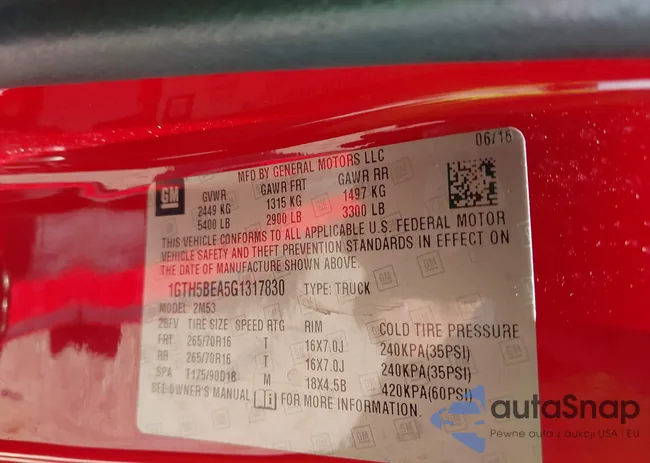 06/16
MFD BY GENERAL MOTORS LLC
GM
GVWR GAWR FRT GAWR RR
2449 KG 1315 KG 1497 KG
5400 LB 2900 LB 3300 LB
THIS VEHICLE CONFORMS TO ALL APPLICABLE U.S. FEDERAL MOTOR
VEHICLE SAFETY AND THEFT PREVENTION STANDARDS IN EFFECT ON
THE DATE OF MANUFACTURE SHOWN ABOVE.
1GTH5BEA5G1317830 TYPE: TRUCK
MODEL: 2M53
2BFV TIRE SIZE SPEED RTG RIM COLD TIRE PRESSURE
FRT 265/70R16 T 16X7.0J 240KPA(35PSI)
RR 265/70R16 T 16X7.0J 240KPA(35PSI)
SPA T175/90D18 M 18X4.5B 420KPA(60PSI)
SEE OWNER'S MANUAL i FOR MORE INFORMATION.
autaSnap
Pewne auta z aukcji USA - EU